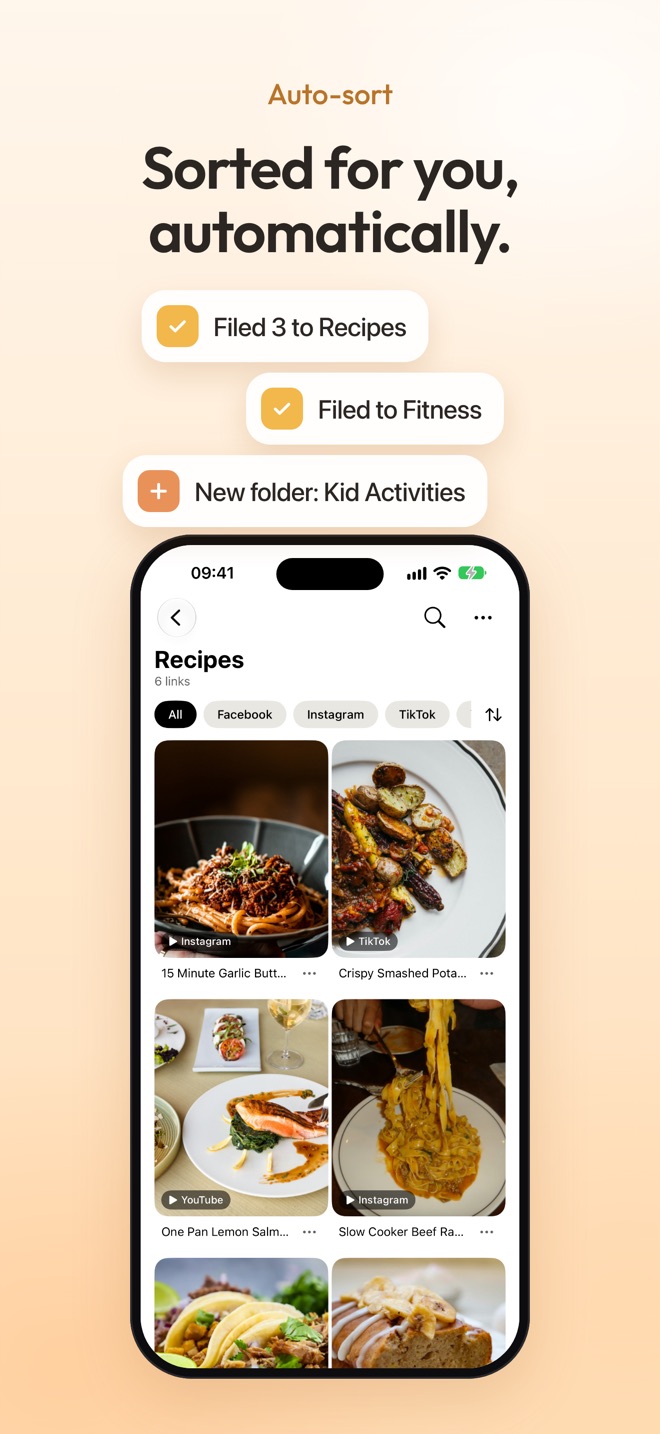 Auto-sort
Sorted for you,
automatically.
Filed 3 to Recipes
Filed to Fitness
New folder: Kid Activities
09:41
Recipes
6 links
All Facebook Instagram TikTok
Instagram TikTok
15 Minute Garlic Butt... Crispy Smashed Pota...
YouTube Instagram
One Pan Lemon Salm... Slow Cooker Beef Ra...